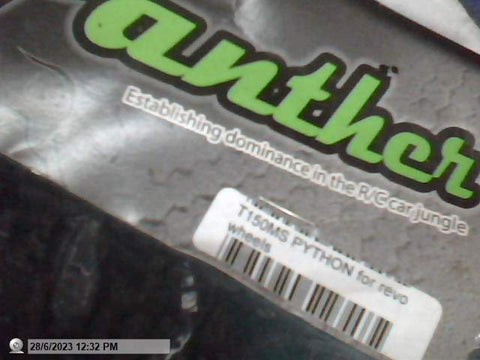 anther
Establishing dominance in the R/C car jungle
T150MS PYTHON for revo
wheels
28/6/2023 12:32 PM